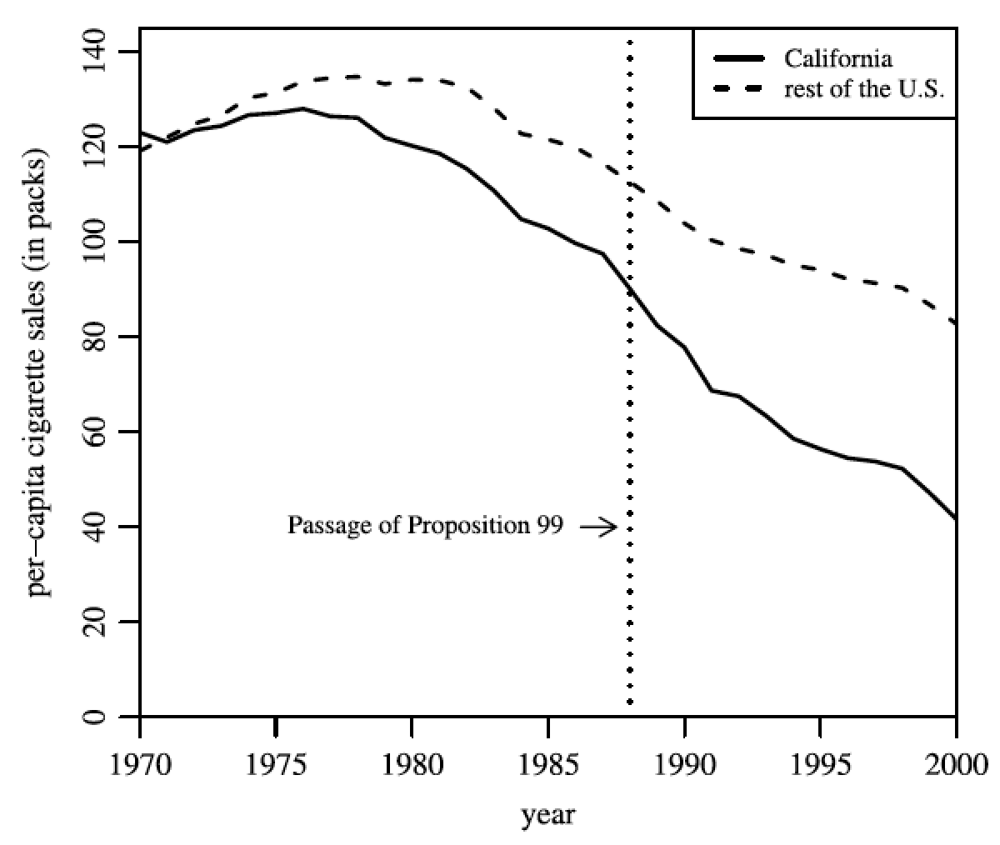 140
120
100
80
60
40
20
0
per−capita cigarette sales (in packs)
California
rest of the U.S.
Passage of Proposition 99
1970 1975 1980 1985 1990 1995 2000
year